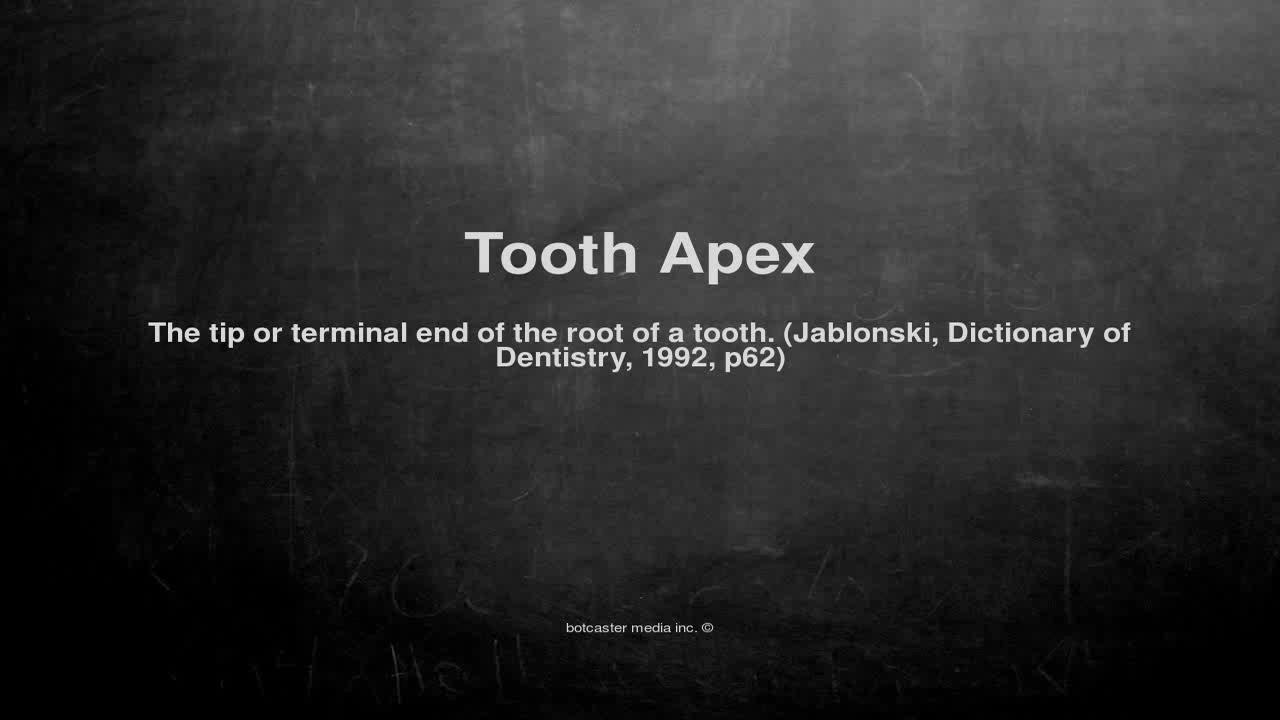 Tooth Apex
The tip or terminal end of the root of a tooth. (Jablonski, Dictionary of
Dentistry, 1992, p62)
botcaster media inc. ©